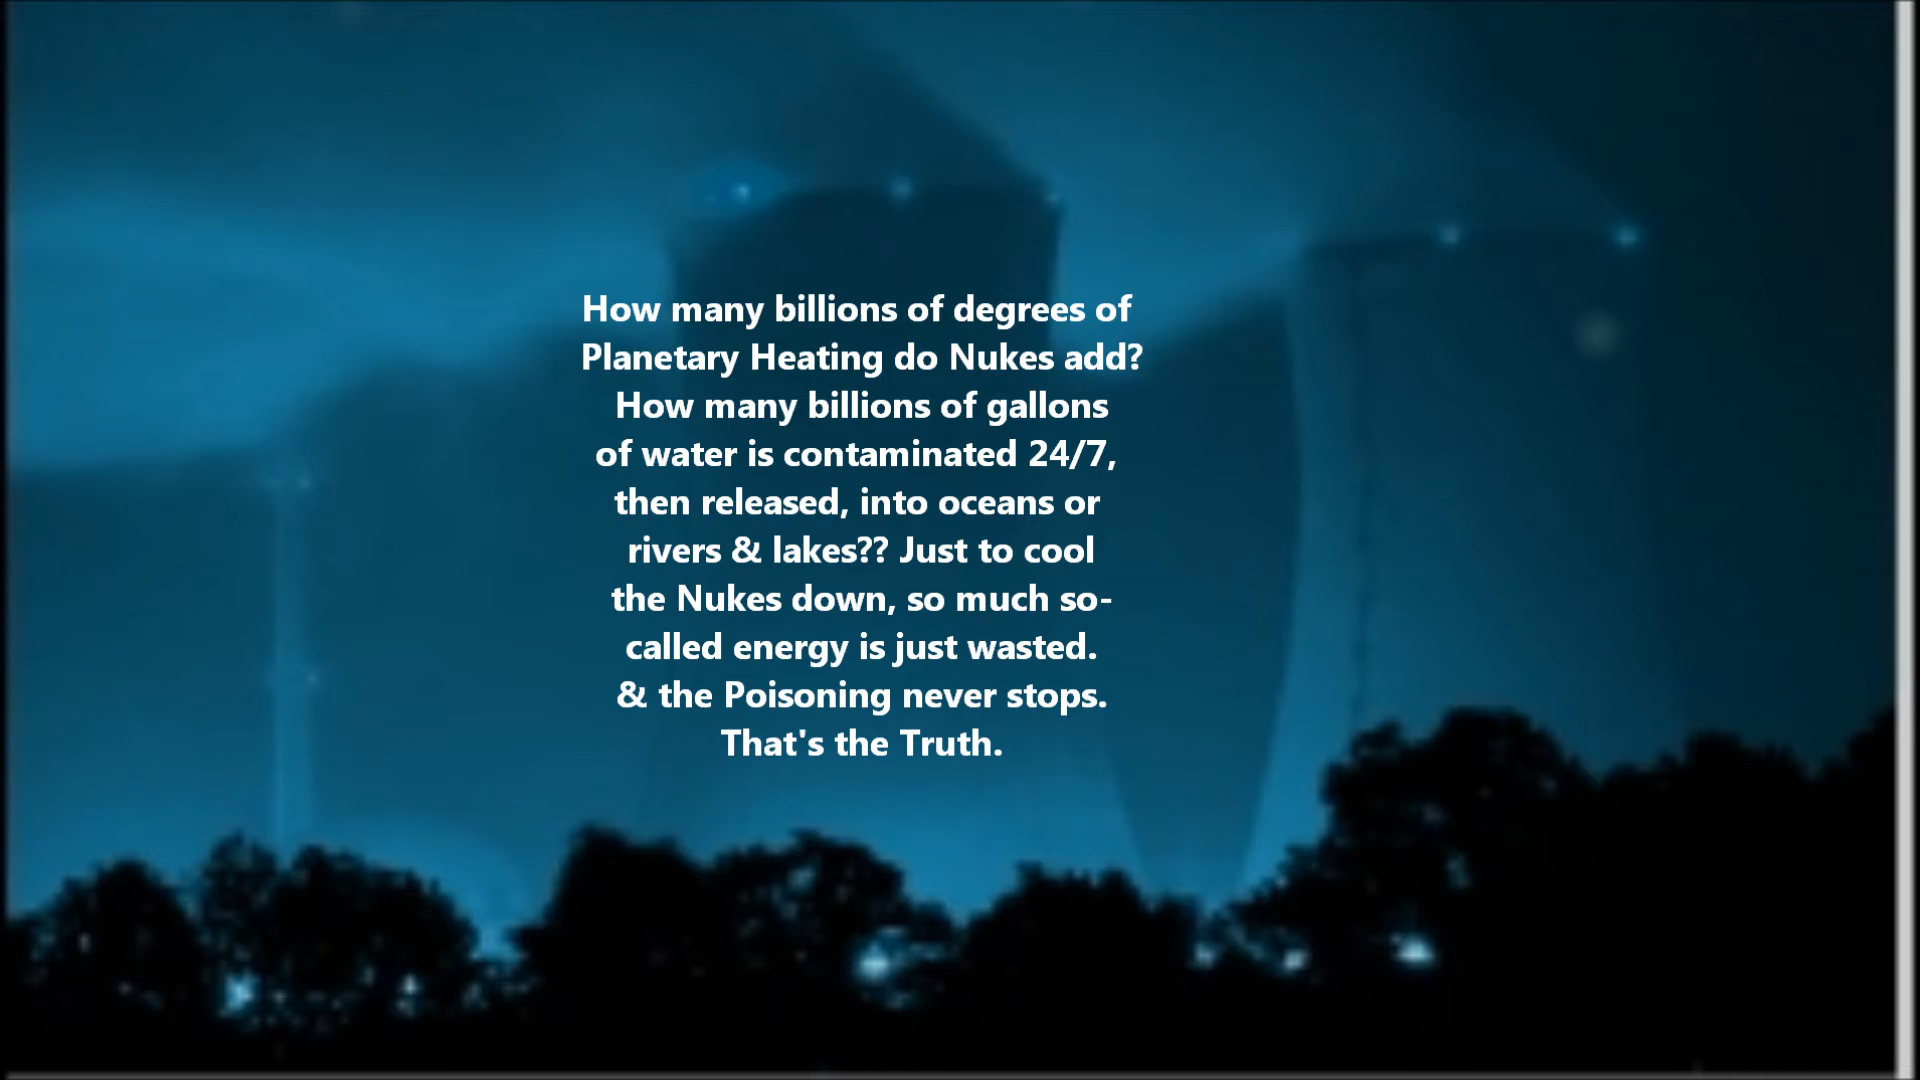 How many billions of degrees of
Planetary Heating do Nukes add?
How many billions of gallons
of water is contaminated 24/7,
then released, into oceans or
rivers & lakes?? Just to cool
the Nukes down, so much so-
called energy is just wasted.
& the Poisoning never stops.
That's the Truth.